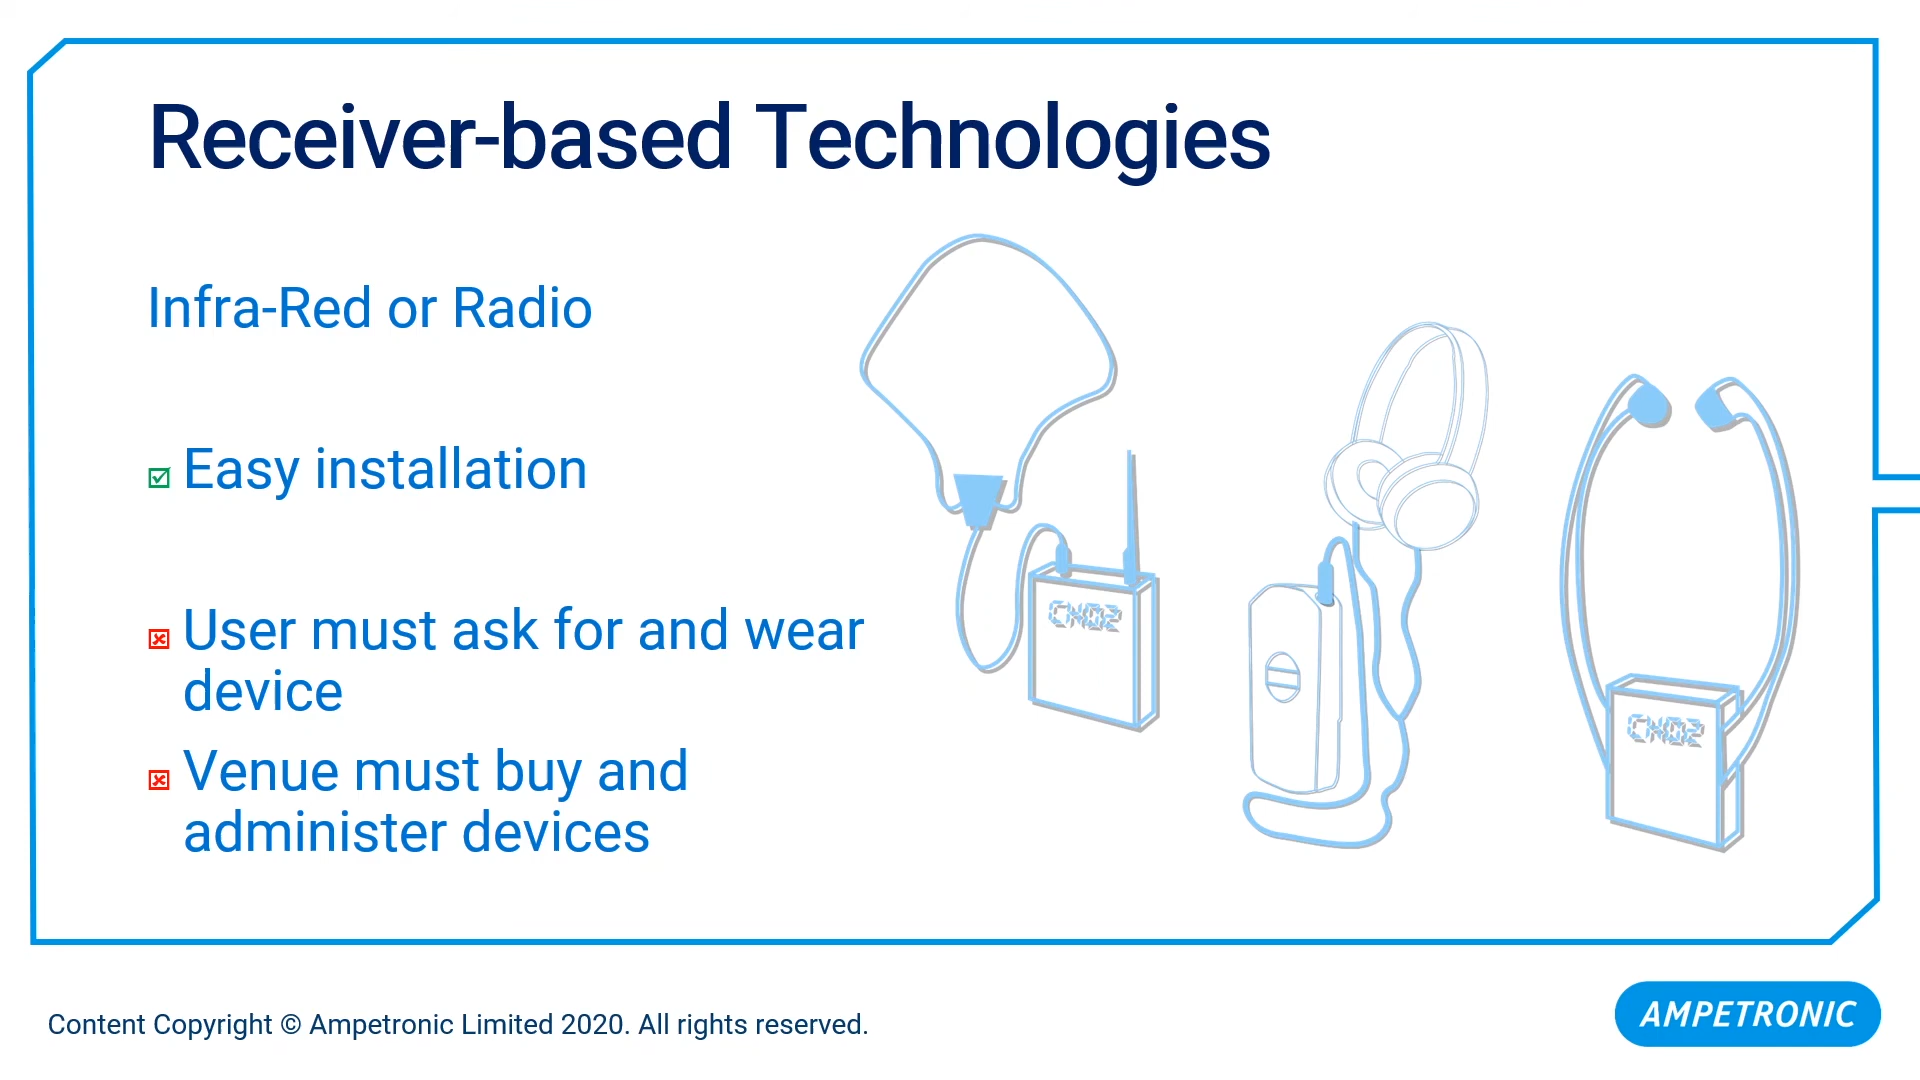 Receiver-based Technologies
Infra-Red or Radio
Easy installation
User must ask for and wear
device
Venue must buy and
administer devices
CH02
CH02
Content Copyright © Ampetronic Limited 2020. All rights reserved.
AMPETRONIC